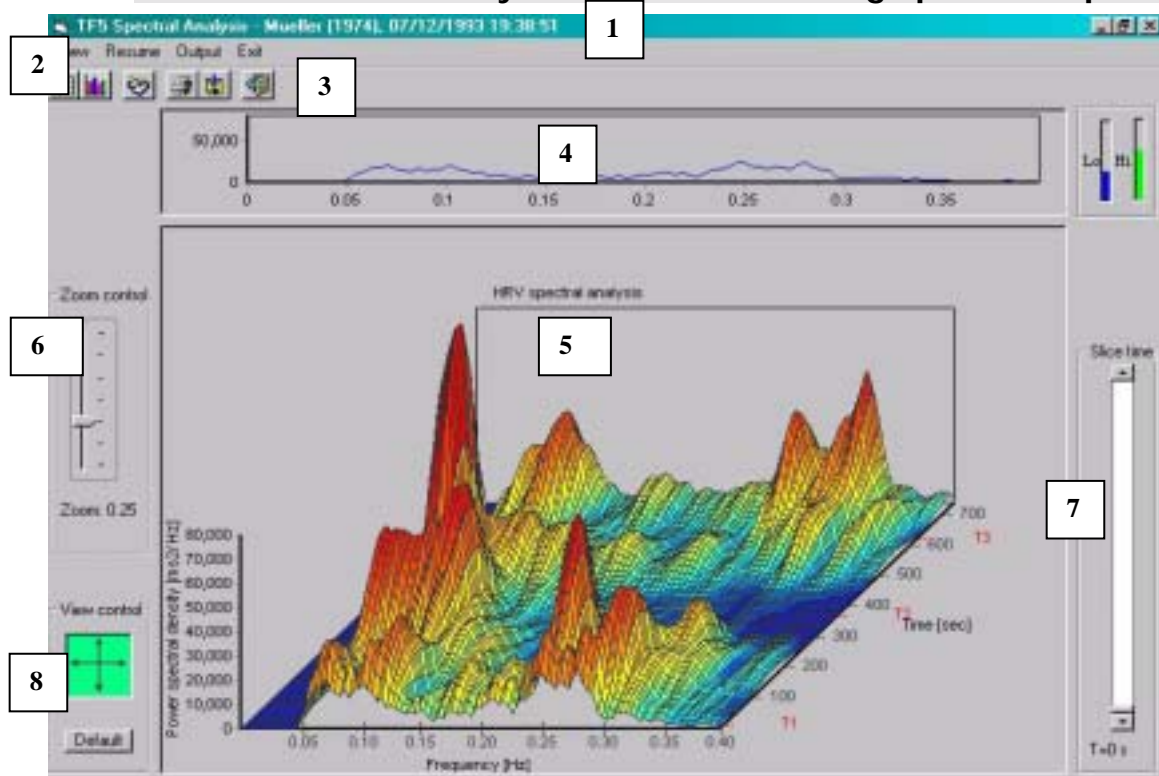 TF5 Spectral Analysis - Mueller (1974), 07/12/1993 19:38:51
1
2
Resume Output Exit
3
50,000
4
0
0 0.05 0.1 0.15 0.2 0.25 0.3 0.35
Lo Hi
Zoom control
HRV spectral analysis
6
5
Slice time
Zoom: 0.25
7
Power spectral density [ms2/Hz]
80,000
70,000
60,000
50,000
40,000
30,000
20,000
10,000
0
700
T3
600
500
400
T2
Time [sec]
300
200
100
T1
View control
8
Default
0.05 0.10 0.15 0.20 0.25 0.30 0.35 0.40
Frequency [Hz]
T=0 s